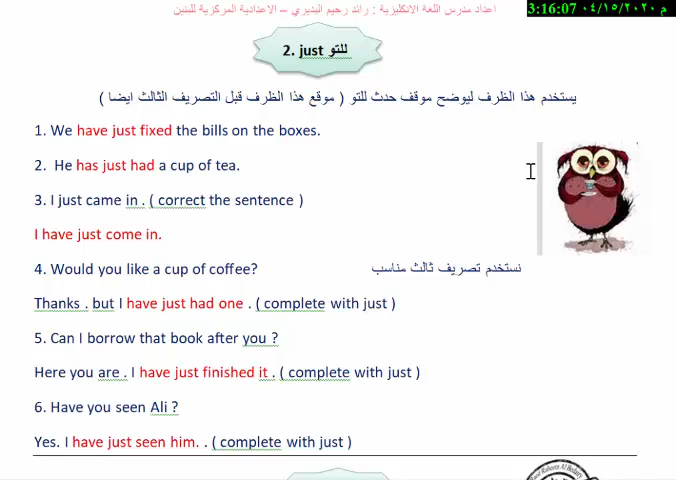 اعداد مدرس اللغة الانكليزية : رائد رحيم البديري – الاعدادية المركزية للبنين
3:16:07 ٠٤/١٥/٢٠٢٠ م
2. just للتو
يستخدم هذا الظرف ليوضح موقف حدث للتو ( موقع هذا الظرف قبل التصريف الثالث ايضا )
1. We have just fixed the bills on the boxes.
2. He has just had a cup of tea.
3. I just came in . ( correct the sentence )
I have just come in.
4. Would you like a cup of coffee? نستخدم تصريف ثالث مناسب
Thanks . but I have just had one . ( complete with just )
5. Can I borrow that book after you ?
Here you are . I have just finished it . ( complete with just )
6. Have you seen Ali ?
Yes. I have just seen him. . ( complete with just )